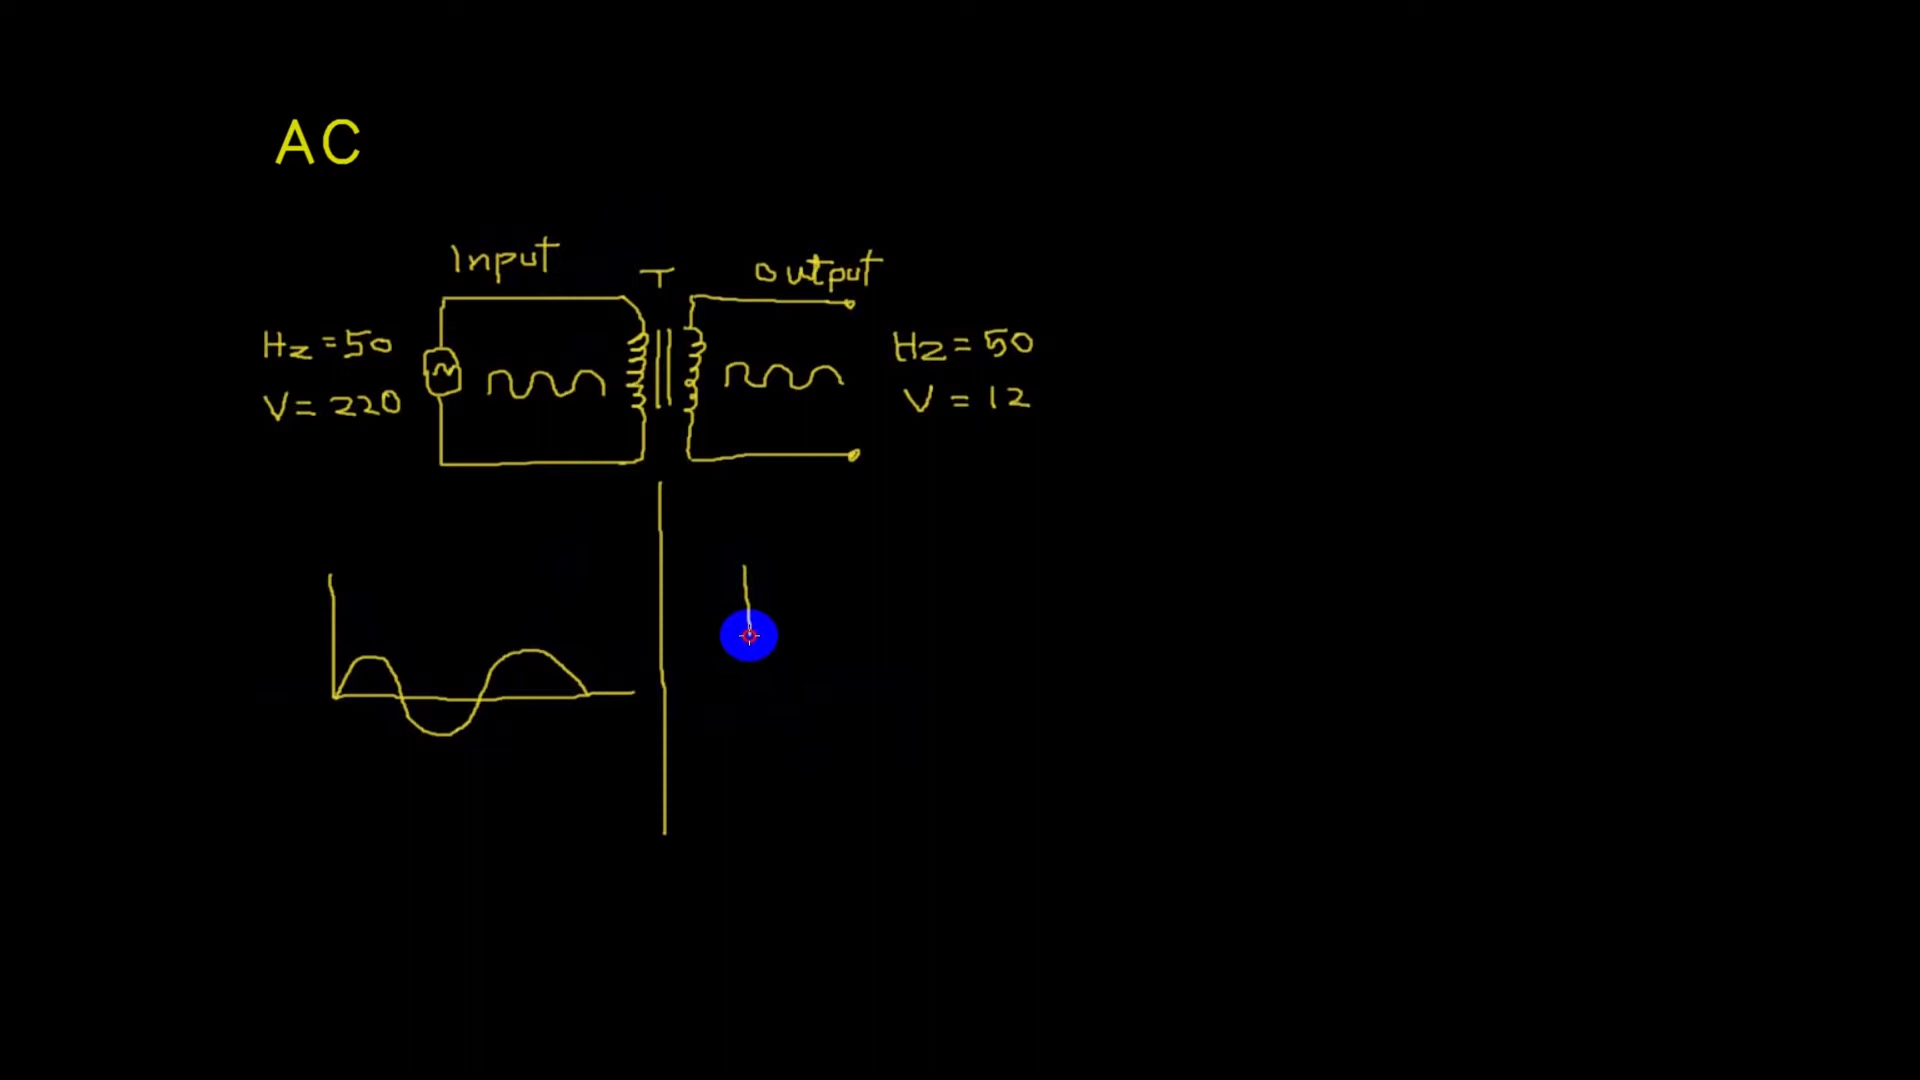 AC
Input
T
output
Hz = 50
V = 220
Hz = 50
V = 12